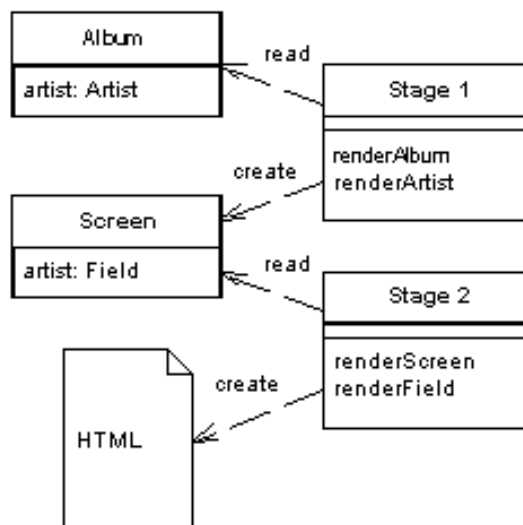 Album
artist: Artist
read
Stage 1
renderAlbum
renderArtist
create
Screen
artist: Field
read
Stage 2
renderScreen
renderField
create
HTML